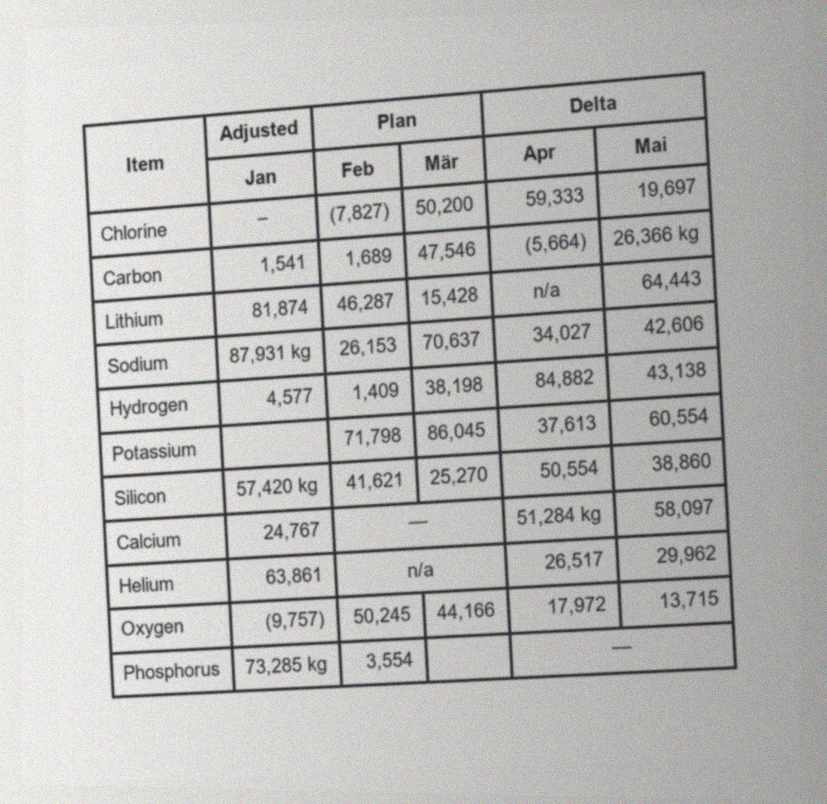 Item Adjusted Plan Delta
Jan Feb Mär Apr Mai
Chlorine – (7,827) 50,200 59,333 19,697
Carbon 1,541 1,689 47,546 (5,664) 26,366 kg
Lithium 81,874 46,287 15,428 n/a 64,443
Sodium 87,931 kg 26,153 70,637 34,027 42,606
Hydrogen 4,577 1,409 38,198 84,882 43,138
Potassium 71,798 86,045 37,613 60,554
Silicon 57,420 kg 41,621 25,270 50,554 38,860
Calcium 24,767 — 51,284 kg 58,097
Helium 63,861 n/a 26,517 29,962
Oxygen (9,757) 50,245 44,166 17,972 13,715
Phosphorus 73,285 kg 3,554 —